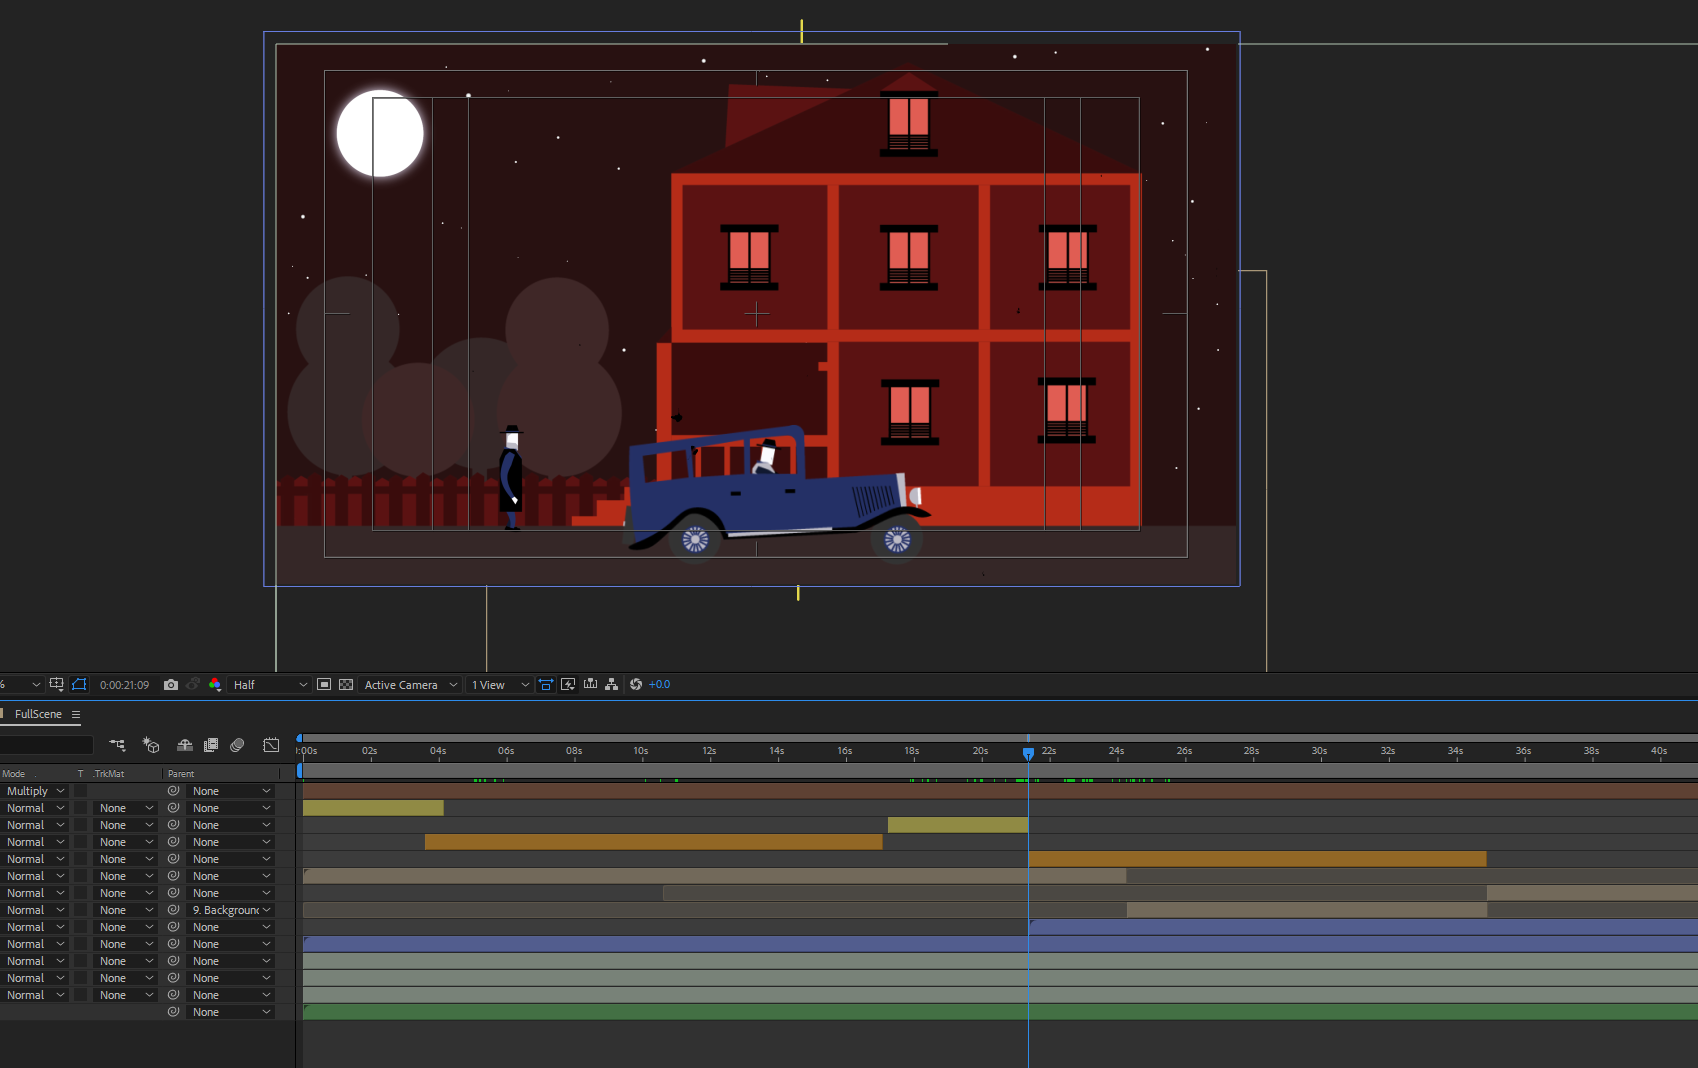 % 0:00:21:09 Half Active Camera 1 View +0.0
FullScene
:00s 02s 04s 06s 08s 10s 12s 14s 16s 18s 20s 22s 24s 26s 28s 30s 32s 34s 36s 38s 40s
Mode . T .TrkMat Parent
Multiply None
Normal None None
Normal None None
Normal None None
Normal None None
Normal None None
Normal None None
Normal None 9. Background
Normal None None
Normal None None
Normal None None
Normal None None
Normal None None
None